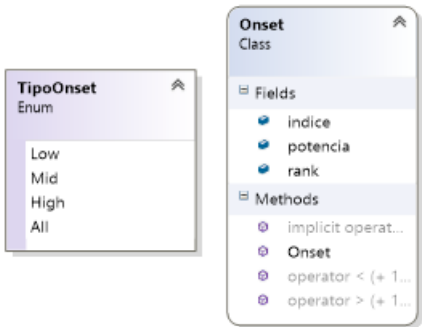 TipoOnset
Enum
Low
Mid
High
All
Onset
Class
Fields
indice
potencia
rank
Methods
implicit operat...
Onset
operator < (+ 1...
operator > (+ 1...